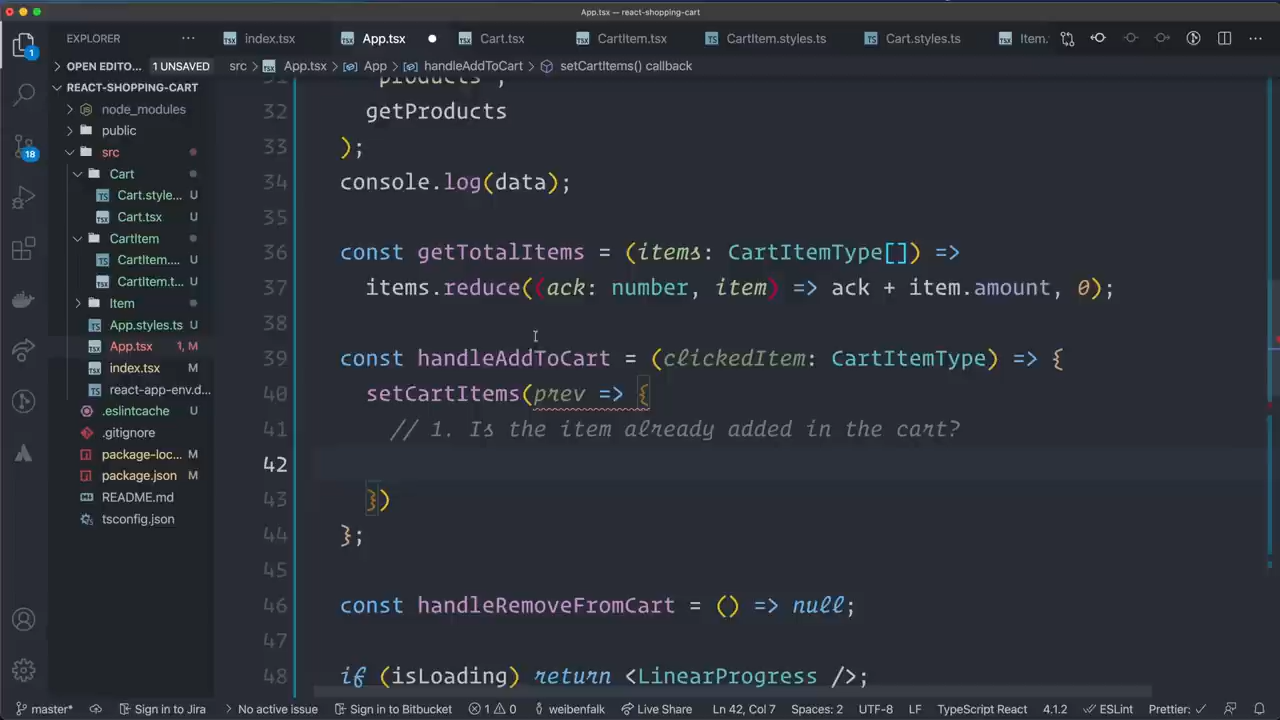 App.tsx — react-shopping-cart
EXPLORER
index.tsx App.tsx Cart.tsx CartItem.tsx CartItem.styles.ts Cart.styles.ts Item.
OPEN EDITO... 1 UNSAVED
src > App.tsx > App > handleAddToCart > setCartItems() callback
REACT-SHOPPING-CART
node_modules
public
src
Cart
Cart.style... U
Cart.tsx U
CartItem
CartItem.... U
CartItem.t... U
Item
App.styles.ts U
App.tsx 1, M
index.tsx M
react-app-env.d...
.eslintcache U
.gitignore
package-loc... M
package.json M
README.md
tsconfig.json
1
18
31 products',
32 getProducts
33 );
34 console.log(data);
35
36 const getTotalItems = (items: CartItemType[]) =>
37 items.reduce((ack: number, item) => ack + item.amount, 0);
38
39 const handleAddToCart = (clickedItem: CartItemType) => {
40 setCartItems(prev => {
41 // 1. Is the item already added in the cart?
42
43 })
44 };
45
46 const handleRemoveFromCart = () => null;
47
48 if (isLoading) return <LinearProgress />;
master* Sign in to Jira No active issue Sign in to Bitbucket 1 0 weibenfalk Live Share Ln 42, Col 7 Spaces: 2 UTF-8 LF TypeScript React 4.1.2 ESLint Prettier: ✓